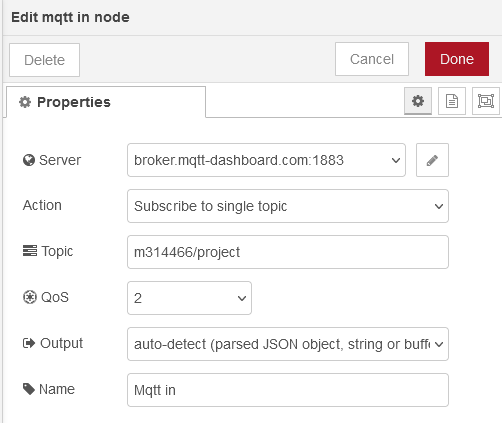 Edit mqtt in node
Delete Cancel Done
Properties
Server broker.mqtt-dashboard.com:1883
Action Subscribe to single topic
Topic m314466/project
QoS 2
Output auto-detect (parsed JSON object, string or buff
Name Mqtt in